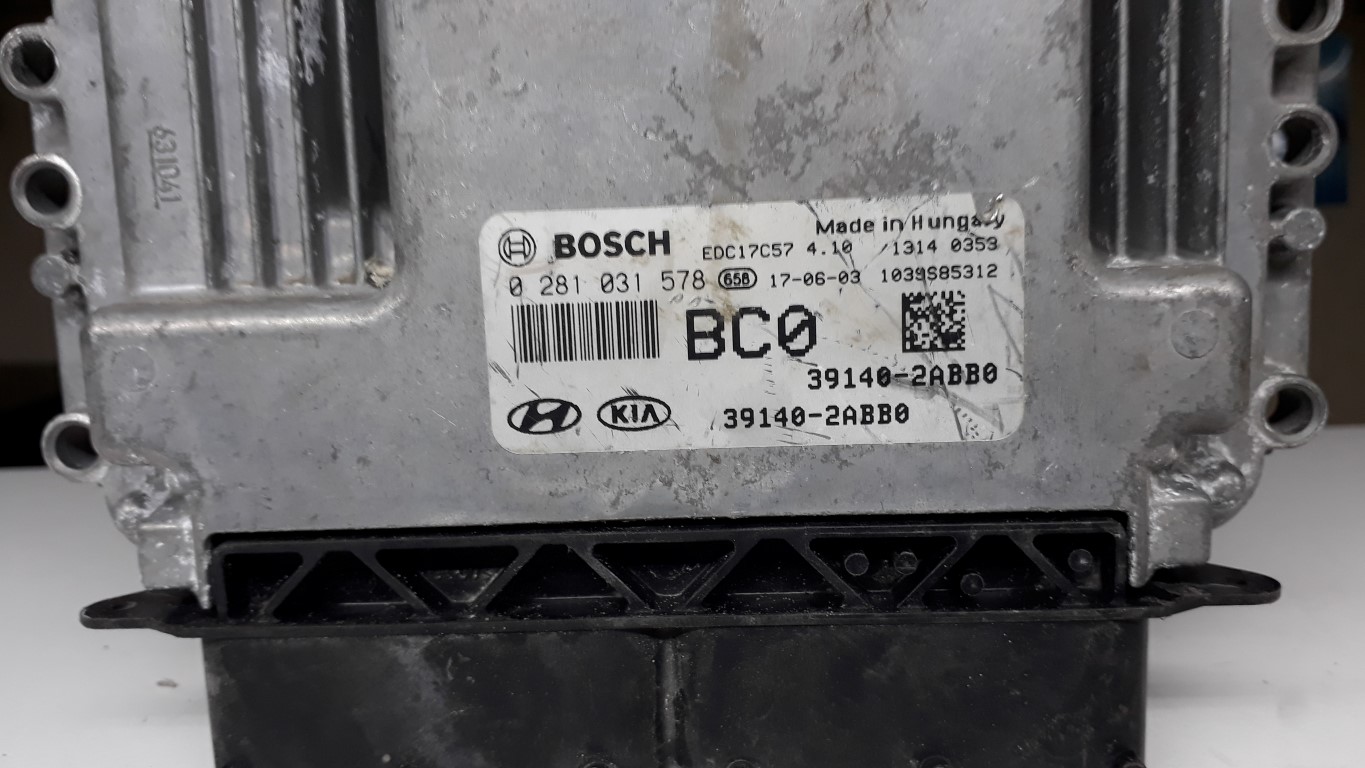 631041
Made in Hungary
BOSCH EDC17C57 4.10 /1314 0353
0 281 031 578 65B 17-06-03 1039S85312
BC0
39140-2ABB0
KIA 39140-2ABB0